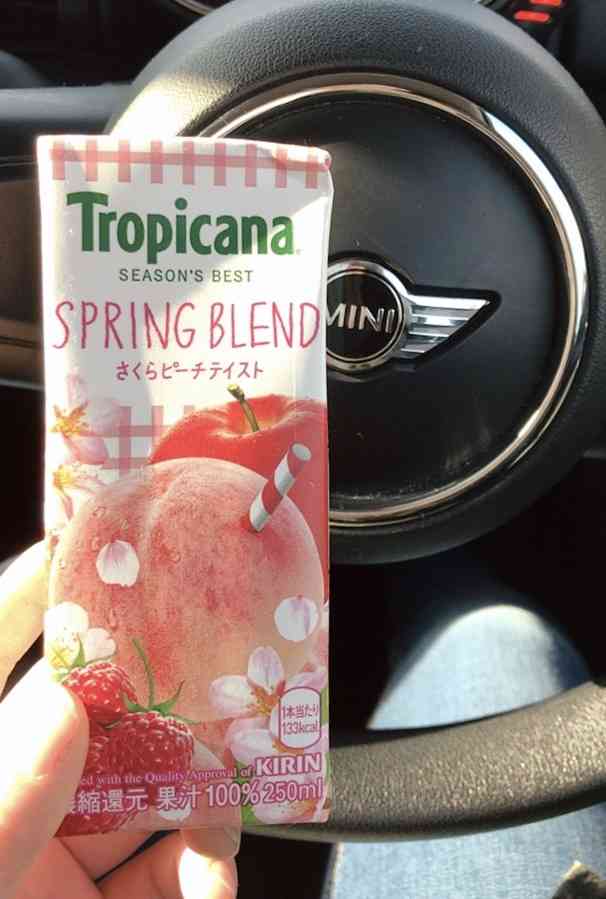 Tropicana
SEASON'S BEST
SPRING BLEND
さくらピーチテイスト
MINI
1本当たり
133kcal
with the Quality Approval of KIRIN
縮還元 果汁100% 250ml